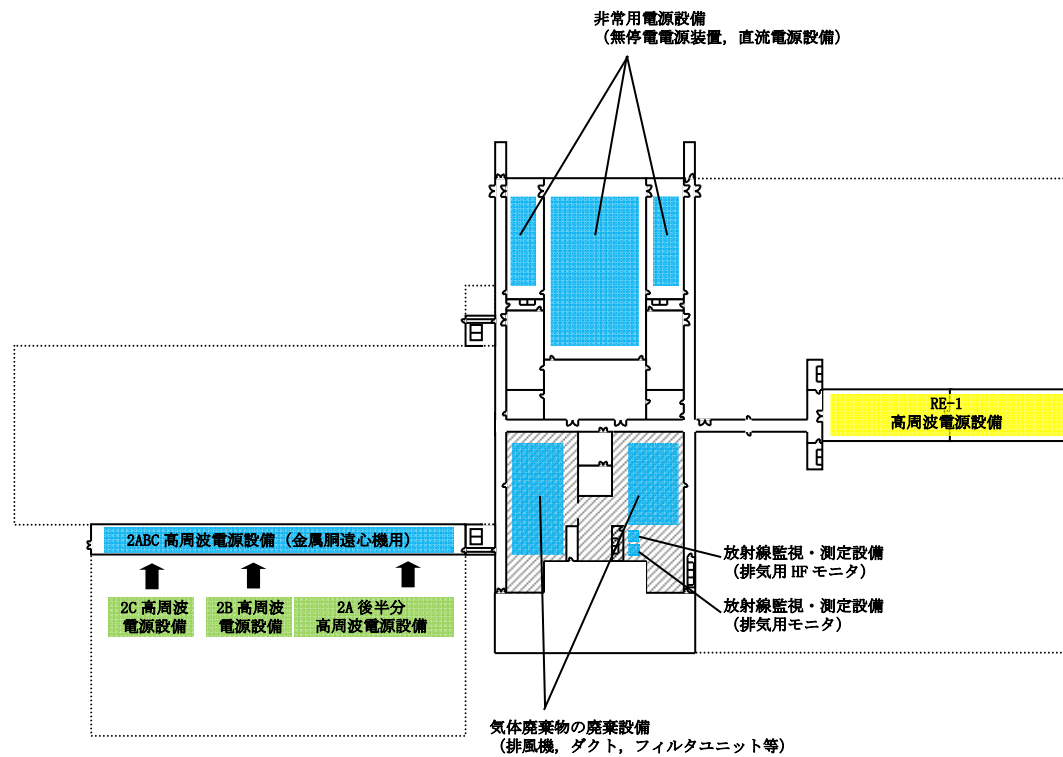 非常用電源設備
(無停電電源装置, 直流電源設備)
RE-1
高周波電源設備
2ABC 高周波電源設備 (金属胴遠心機用)
2C 高周波
電源設備
2B 高周波
電源設備
2A 後半分
高周波電源設備
放射線監視・測定設備
(排気用 HF モニタ)
放射線監視・測定設備
(排気用モニタ)
気体廃棄物の廃棄設備
(排風機, ダクト, フィルタユニット等)